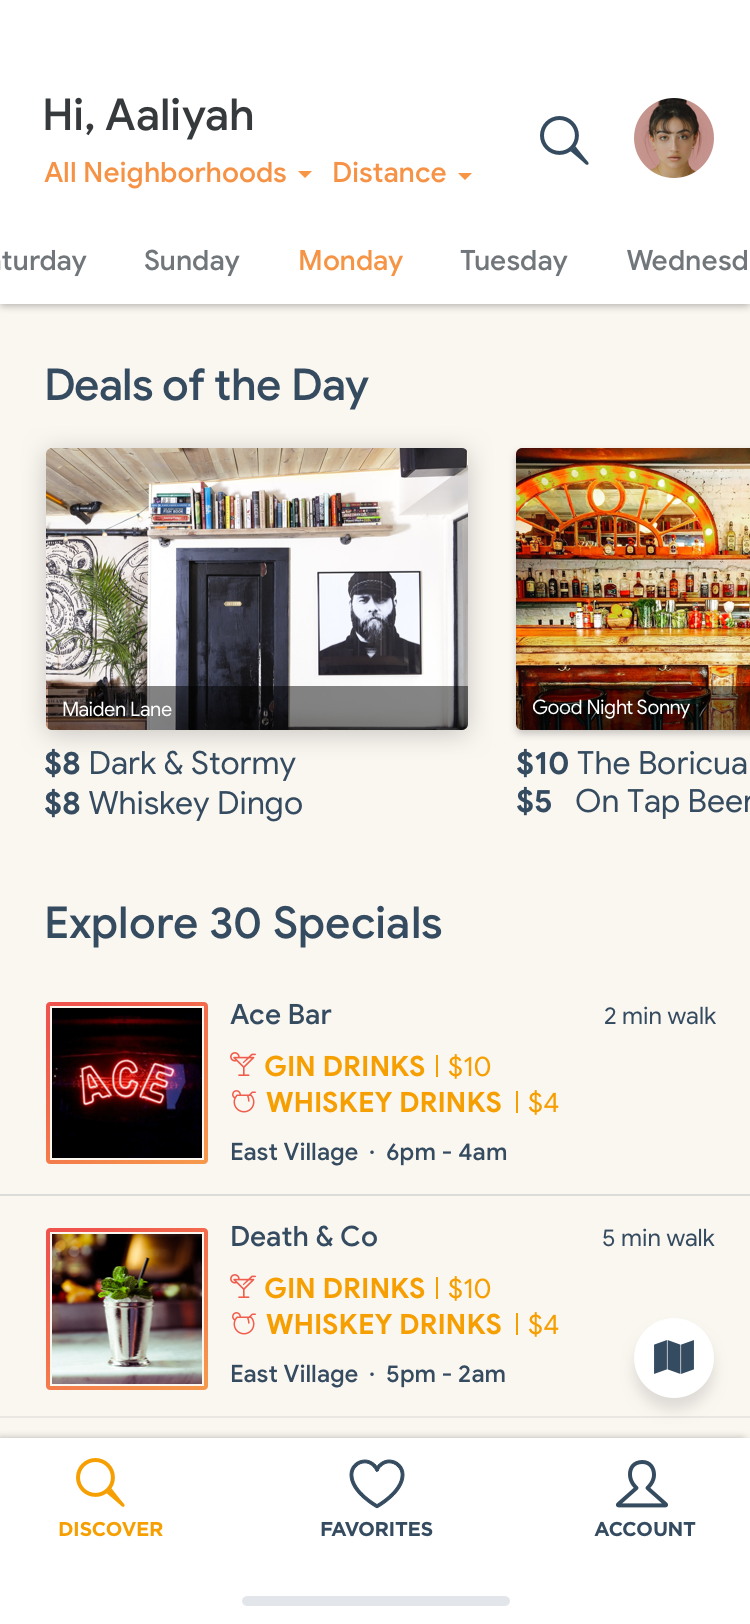 Hi, Aaliyah
All Neighborhoods Distance
turday Sunday Monday Tuesday Wednesd
Deals of the Day
Maiden Lane
Good Night Sonny
$8 Dark & Stormy
$8 Whiskey Dingo
$10 The Boricua
$5 On Tap Beer
Explore 30 Specials
ACE
Ace Bar
2 min walk
GIN DRINKS | $10
WHISKEY DRINKS | $4
East Village · 6pm - 4am
Death & Co
5 min walk
GIN DRINKS | $10
WHISKEY DRINKS | $4
East Village · 5pm - 2am
DISCOVER FAVORITES ACCOUNT